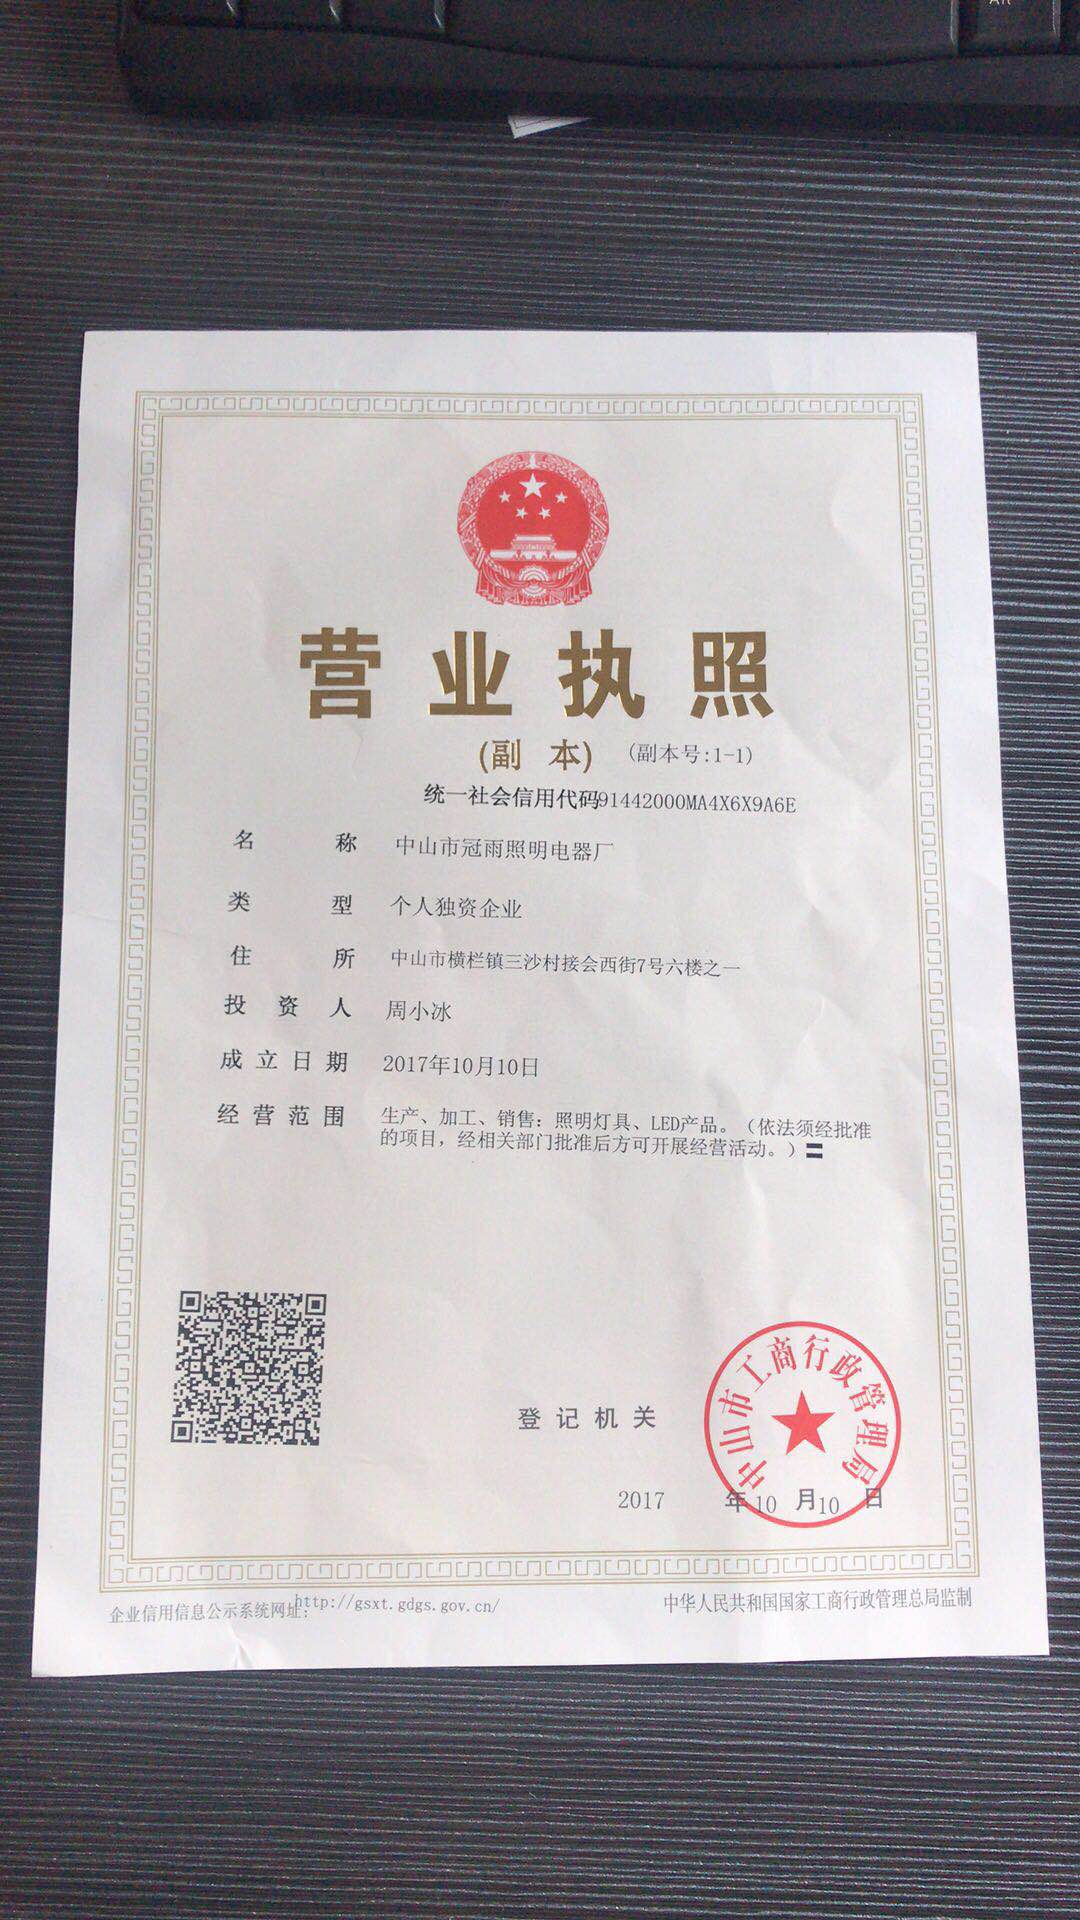 营业执照
(副 本) (副本号:1-1)
统一社会信用代码91442000MA4X6X9A6E
名 称 中山市冠雨照明电器厂
类 型 个人独资企业
住 所 中山市横栏镇三沙村接会西街7号六楼之一
投 资 人 周小冰
成 立 日 期 2017年10月10日
经 营 范 围 生产、加工、销售：照明灯具、LED产品。（依法须经批准
的项目，经相关部门批准后方可开展经营活动。）〓
中山市工商行政管理局
登 记 机 关
2017 年 10 月 10 日
企业信用信息公示系统网址：http://gsxt.gdgs.gov.cn/
中华人民共和国国家工商行政管理总局监制